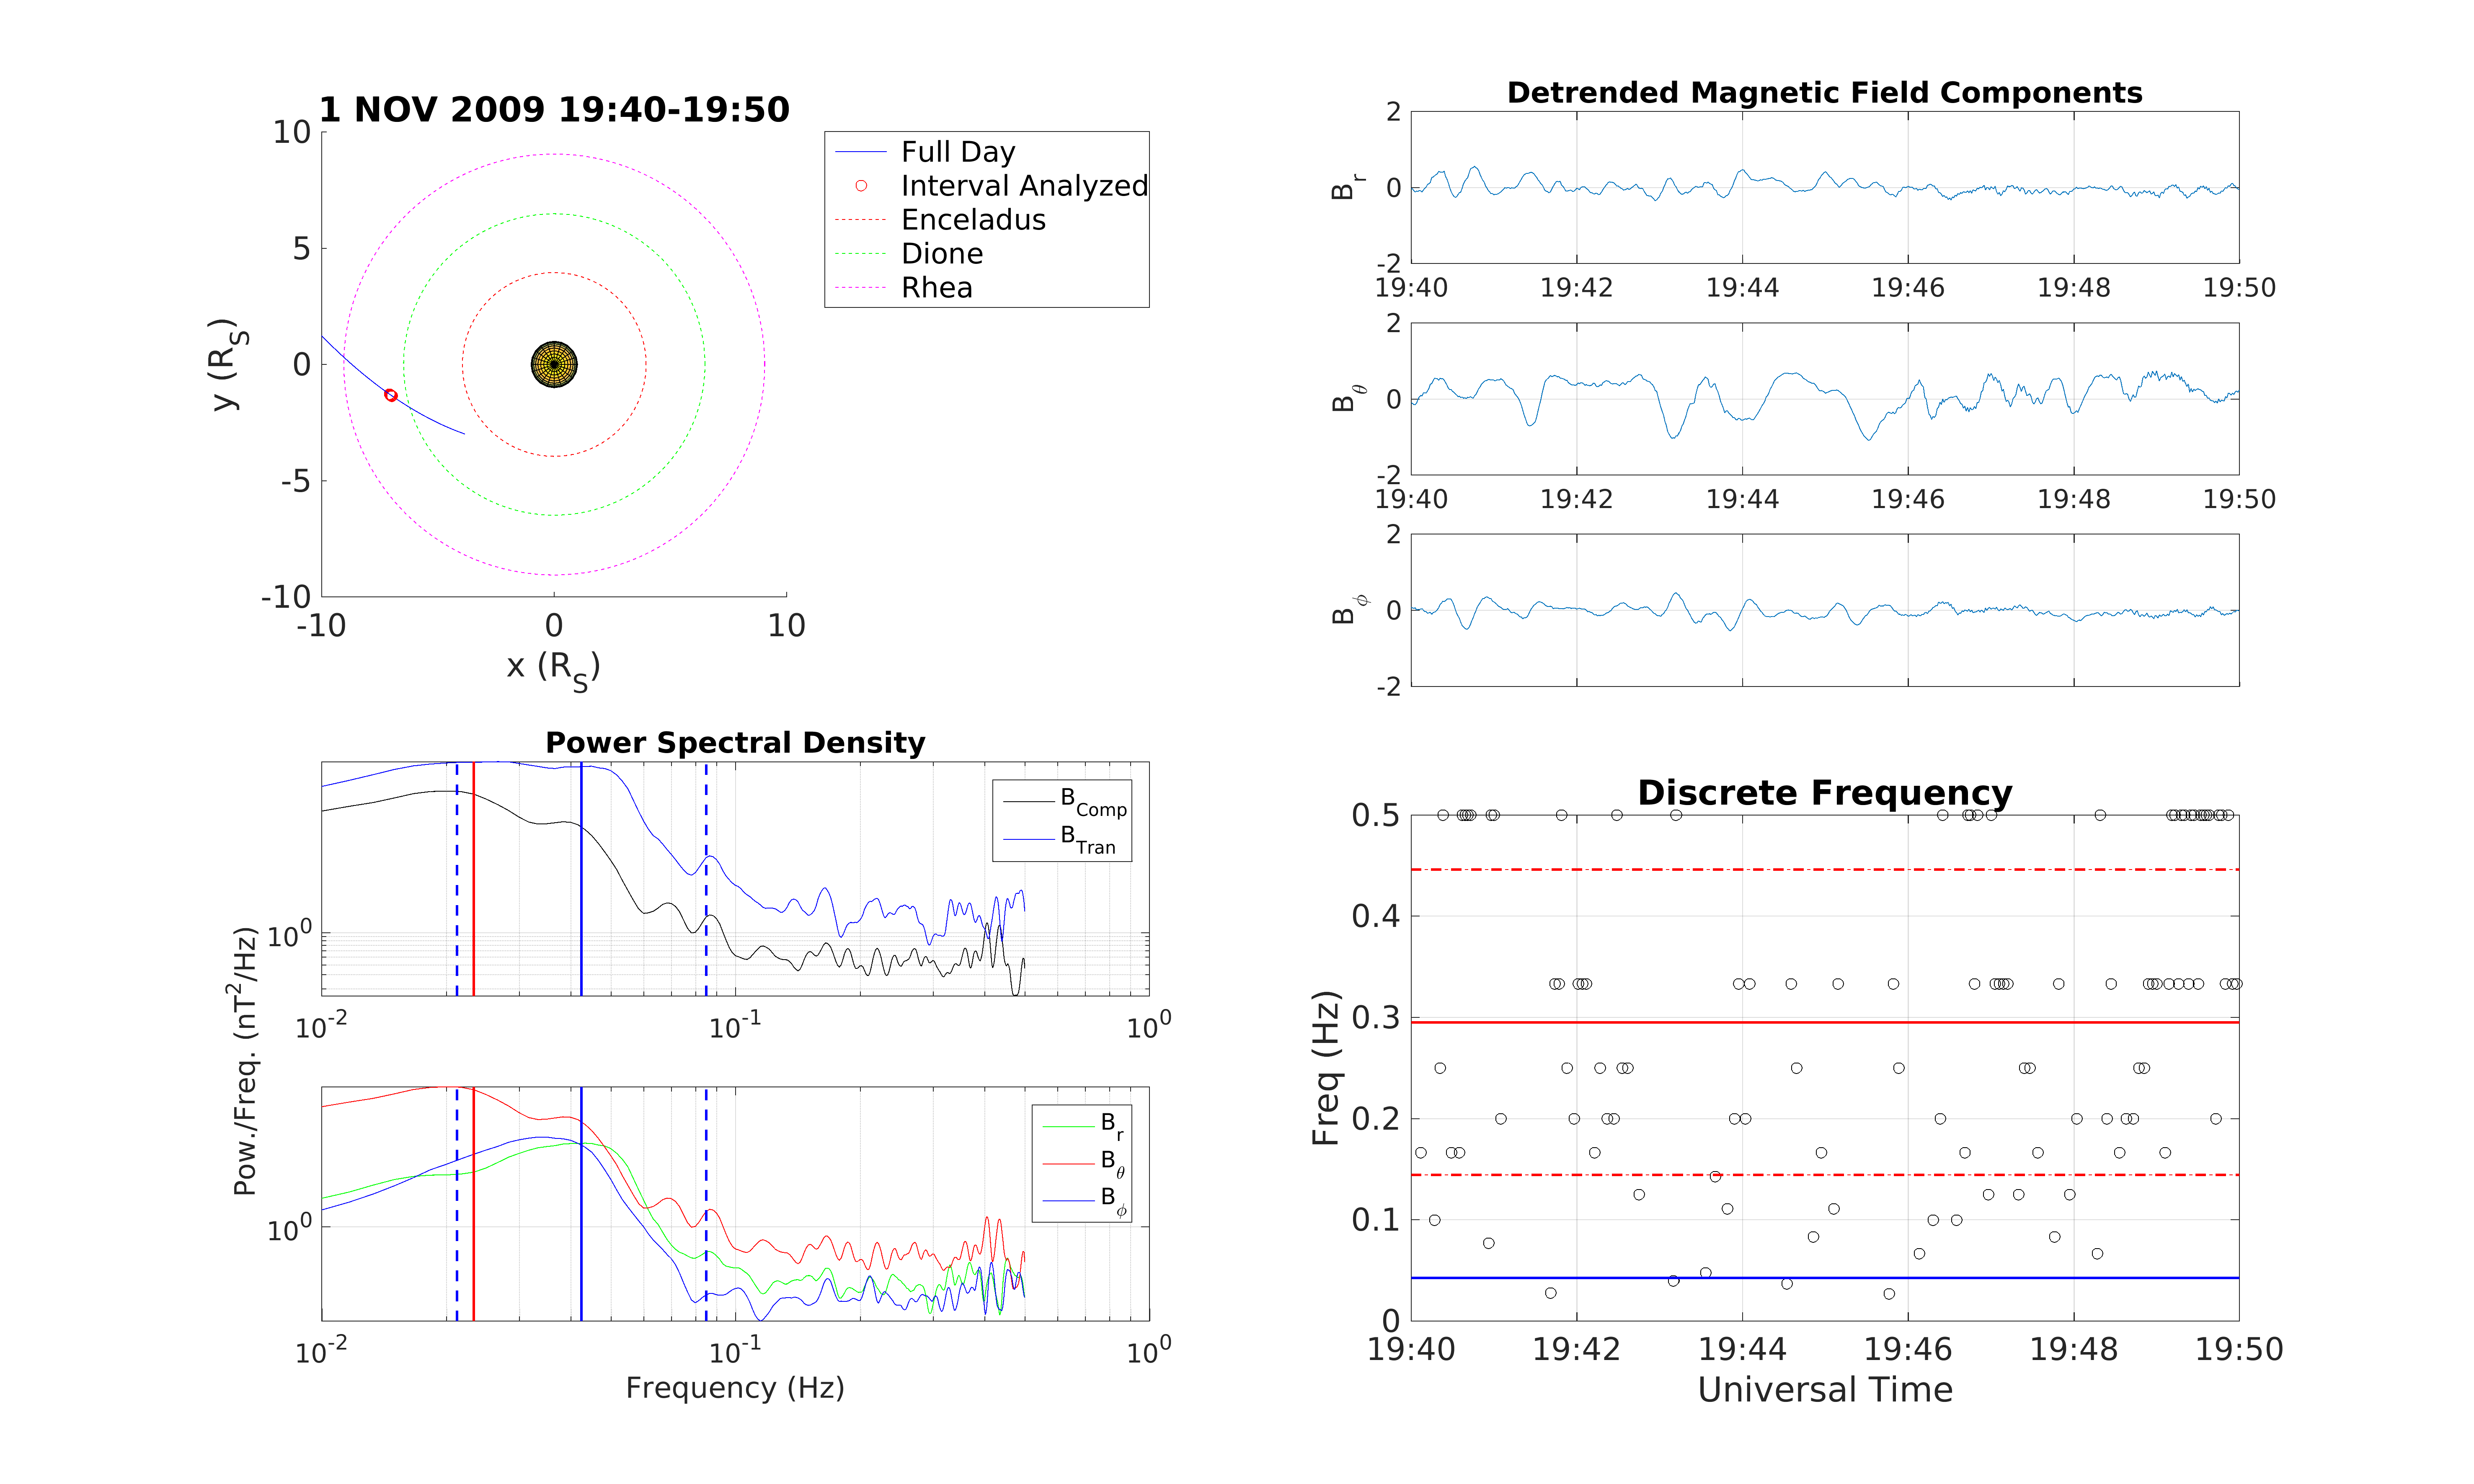 1 NOV 2009 19:40-19:50
10
5
0
-5
-10
-10 0 10
y (R_S)
x (R_S)
Full Day
Interval Analyzed
Enceladus
Dione
Rhea
Detrended Magnetic Field Components
2
0
-2
B_r
19:40 19:42 19:44 19:46 19:48 19:50
2
0
-2
B_θ
19:40 19:42 19:44 19:46 19:48 19:50
2
0
-2
B_ϕ
Power Spectral Density
B_Comp
B_Tran
10^0
10^-2 10^-1 10^0
Pow./Freq. (nT^2/Hz)
B_r
B_θ
B_ϕ
10^0
10^-2 10^-1 10^0
Frequency (Hz)
Discrete Frequency
0.5
0.4
0.3
0.2
0.1
0
Freq (Hz)
19:40 19:42 19:44 19:46 19:48 19:50
Universal Time